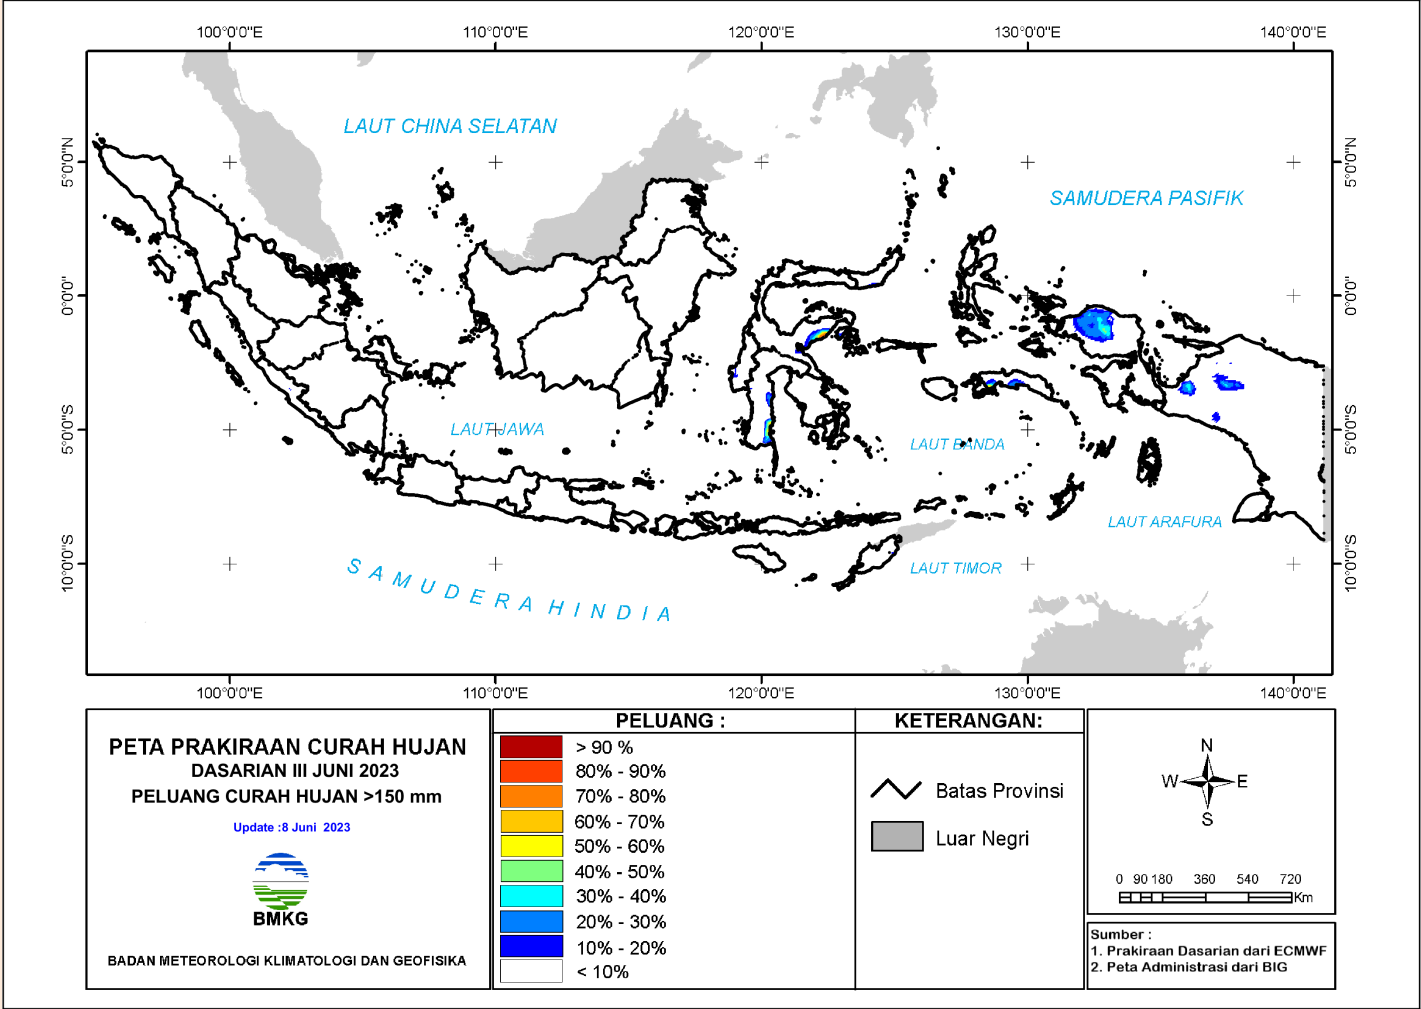 100°0'0"E 110°0'0"E 120°0'0"E 130°0'0"E 140°0'0"E
LAUT CHINA SELATAN
5°0'0"N 5°0'0"N
SAMUDERA PASIFIK
0°0'0" 0°0'0"
LAUT JAWA
5°0'0"S 5°0'0"S
LAUT BANDA
LAUT ARAFURA
LAUT TIMOR
10°0'0"S 10°0'0"S
SAMUDERA HINDIA
100°0'0"E 110°0'0"E 120°0'0"E 130°0'0"E 140°0'0"E
PETA PRAKIRAAN CURAH HUJAN
DASARIAN III JUNI 2023
PELUANG CURAH HUJAN >150 mm
Update :8 Juni 2023
BMKG
BADAN METEOROLOGI KLIMATOLOGI DAN GEOFISIKA
PELUANG :
> 90 %
80% - 90%
70% - 80%
60% - 70%
50% - 60%
40% - 50%
30% - 40%
20% - 30%
10% - 20%
< 10%
KETERANGAN:
Batas Provinsi
Luar Negri
N
W E
S
0 90 180 360 540 720
Km
Sumber :
1. Prakiraan Dasarian dari ECMWF
2. Peta Administrasi dari BIG